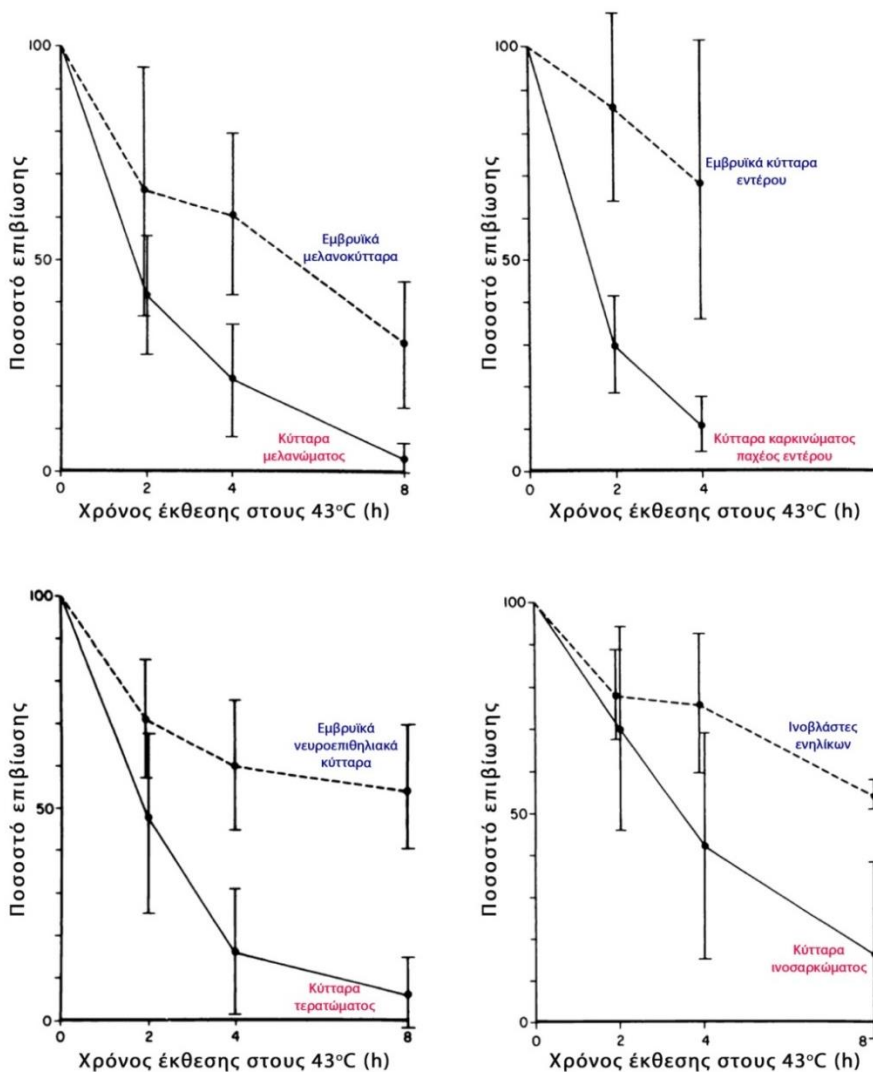 100
50
0
Ποσοστό επιβίωσης
Εμβρυϊκά
μελανοκύτταρα
Κύτταρα
μελανώματος
0 2 4 8
Χρόνος έκθεσης στους 43°C (h)
100
50
0
Ποσοστό επιβίωσης
Εμβρυϊκά κύτταρα
εντέρου
Κύτταρα καρκινώματος
παχέος εντέρου
0 2 4
Χρόνος έκθεσης στους 43°C (h)
100
50
0
Ποσοστό επιβίωσης
Εμβρυϊκά
νευροεπιθηλιακά
κύτταρα
Κύτταρα
τερατώματος
0 2 4 8
Χρόνος έκθεσης στους 43°C (h)
100
50
0
Ποσοστό επιβίωσης
Ινοβλάστες
ενηλίκων
Κύτταρα
ινοσαρκώματος
0 2 4 8
Χρόνος έκθεσης στους 43°C (h)